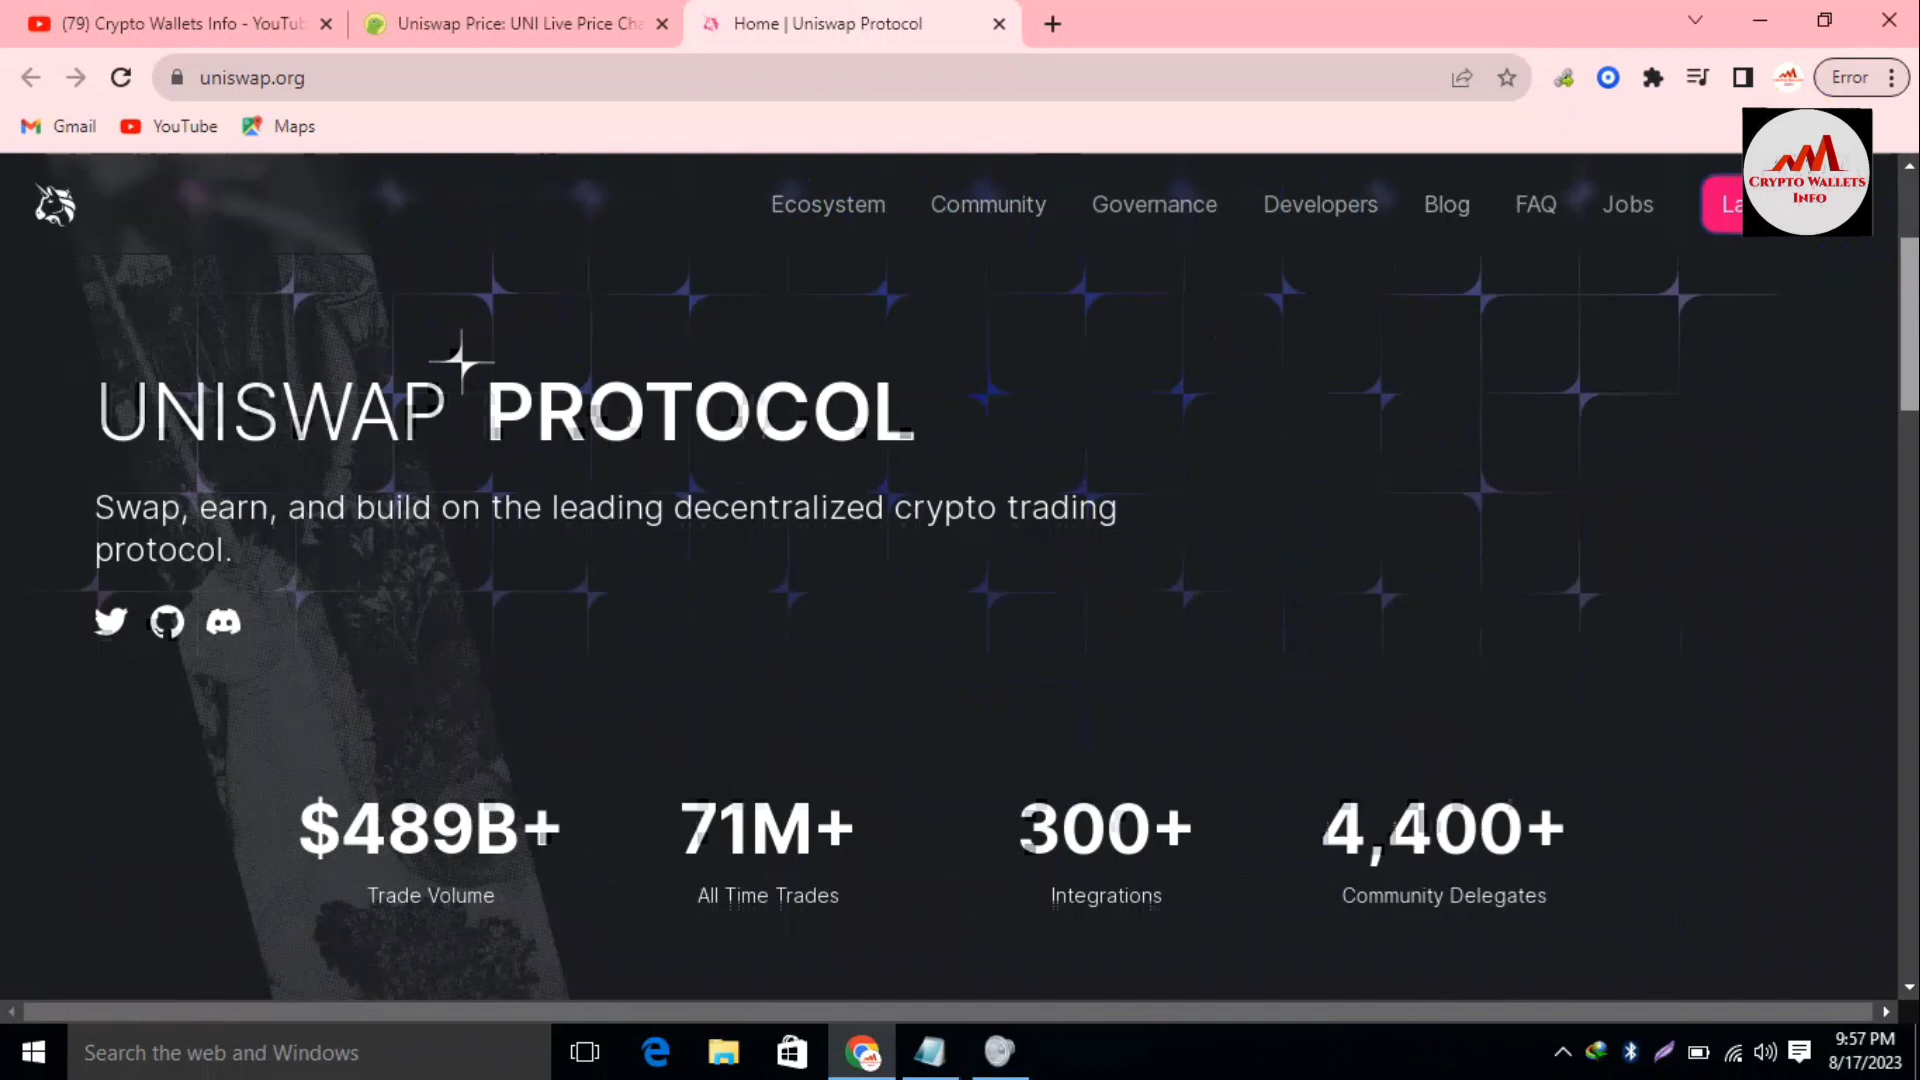 (79) Crypto Wallets Info - YouTub
Uniswap Price: UNI Live Price Cha
Home | Uniswap Protocol
uniswap.org
Error
Gmail
YouTube
Maps
CRYPTO WALLETS
INFO
Ecosystem
Community
Governance
Developers
Blog
FAQ
Jobs
La
UNISWAP PROTOCOL
Swap, earn, and build on the leading decentralized crypto trading
protocol.
$489B+
71M+
300+
4,400+
Trade Volume
All Time Trades
Integrations
Community Delegates
Search the web and Windows
9:57 PM
8/17/2023